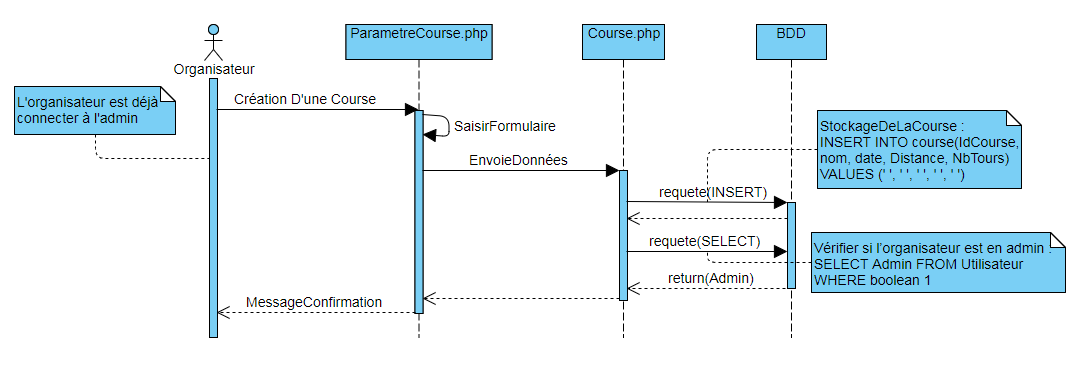 ParametreCourse.php
Course.php
BDD
Organisateur
L'organisateur est déjà
connecter à l'admin
Création D'une Course
SaisirFormulaire
EnvoieDonnées
StockageDeLaCourse :
INSERT INTO course(IdCourse,
nom, date, Distance, NbTours)
VALUES (' ', ' ', ' ', ' ', ' ')
requete(INSERT)
requete(SELECT)
Vérifier si l'organisateur est en admin :
SELECT Admin FROM Utilisateur
WHERE boolean 1
return(Admin)
MessageConfirmation